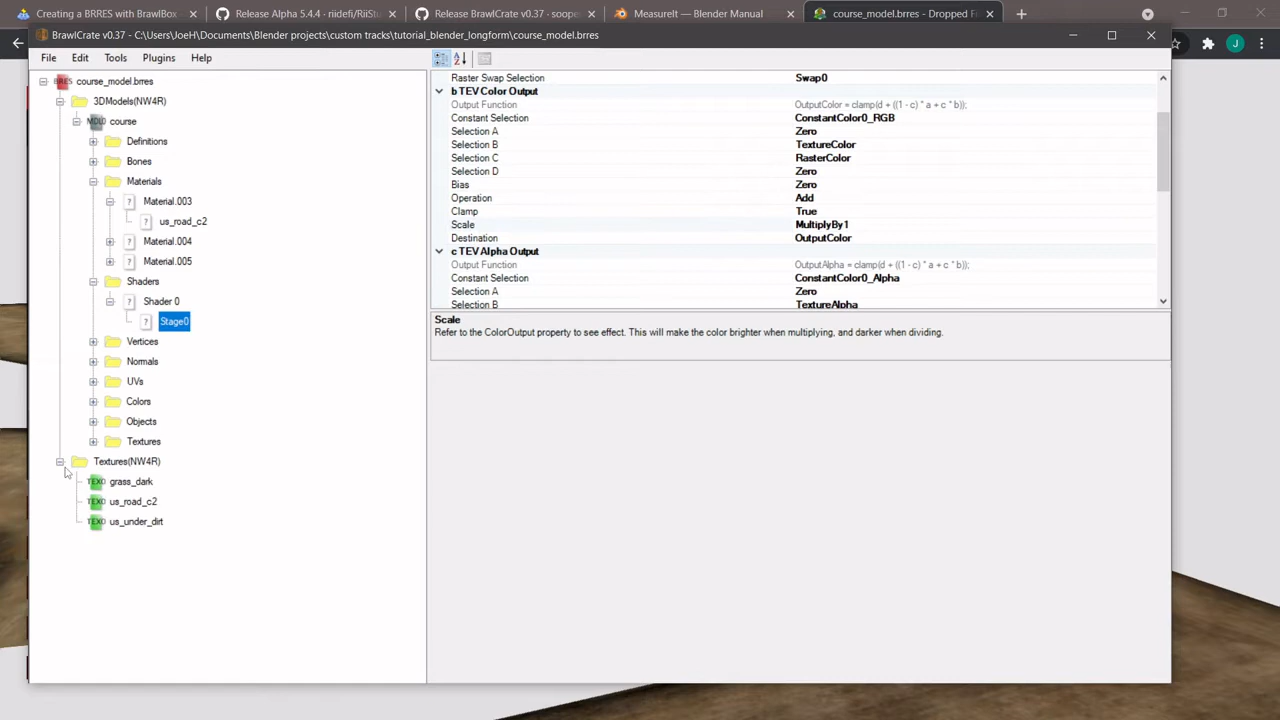 Creating a BRRES with BrawlBox
Release Alpha 5.4.4 · riidefi/RiiStu
Release BrawlCrate v0.37 · soope
MeasureIt — Blender Manual
course_model.brres - Dropped F
BrawlCrate v0.37 - C:\Users\JoeH\Documents\Blender projects\custom tracks\tutorial_blender_longform\course_model.brres
J
File Edit Tools Plugins Help
BRES course_model.brres
3DModels(NW4R)
MDL0 course
Definitions
Bones
Materials
Material.003
us_road_c2
Material.004
Material.005
Shaders
Shader 0
Stage0
Vertices
Normals
UVs
Colors
Objects
Textures
Textures(NW4R)
TEX0 grass_dark
TEX0 us_road_c2
TEX0 us_under_dirt
Raster Swap Selection Swap0
b TEV Color Output
Output Function OutputColor = clamp(d + ((1 - c) * a + c * b));
Constant Selection ConstantColor0_RGB
Selection A Zero
Selection B TextureColor
Selection C RasterColor
Selection D Zero
Bias Zero
Operation Add
Clamp True
Scale MultiplyBy1
Destination OutputColor
c TEV Alpha Output
Output Function OutputAlpha = clamp(d + ((1 - c) * a + c * b));
Constant Selection ConstantColor0_Alpha
Selection A Zero
Selection B TextureAlpha
Scale
Refer to the ColorOutput property to see effect. This will make the color brighter when multiplying, and darker when dividing.